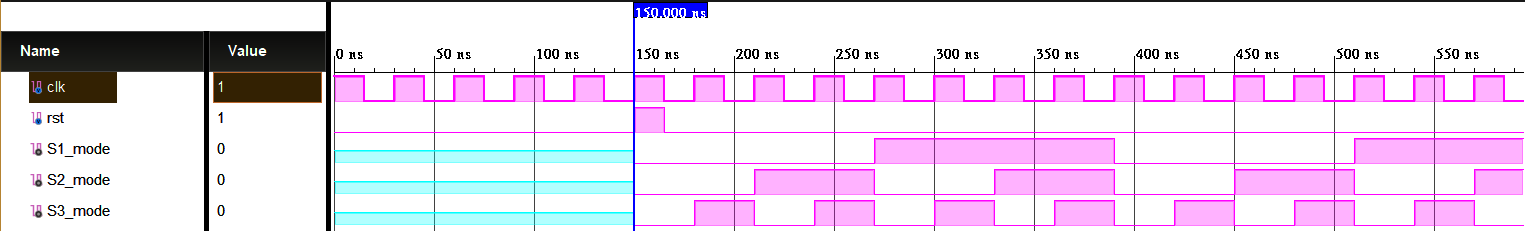 150.000 ns
Name Value
0 ns 50 ns 100 ns 150 ns 200 ns 250 ns 300 ns 350 ns 400 ns 450 ns 500 ns 550 ns
clk 1
rst 1
S1_mode 0
S2_mode 0
S3_mode 0